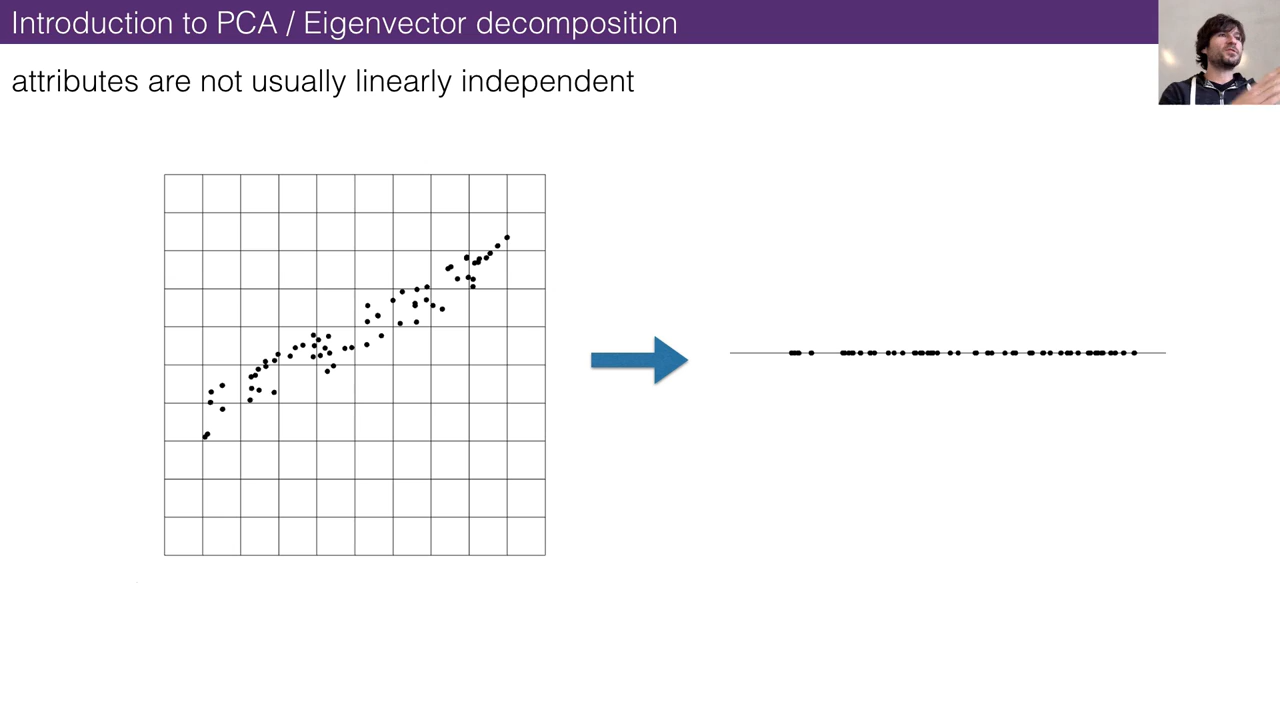 Introduction to PCA / Eigenvector decomposition
attributes are not usually linearly independent